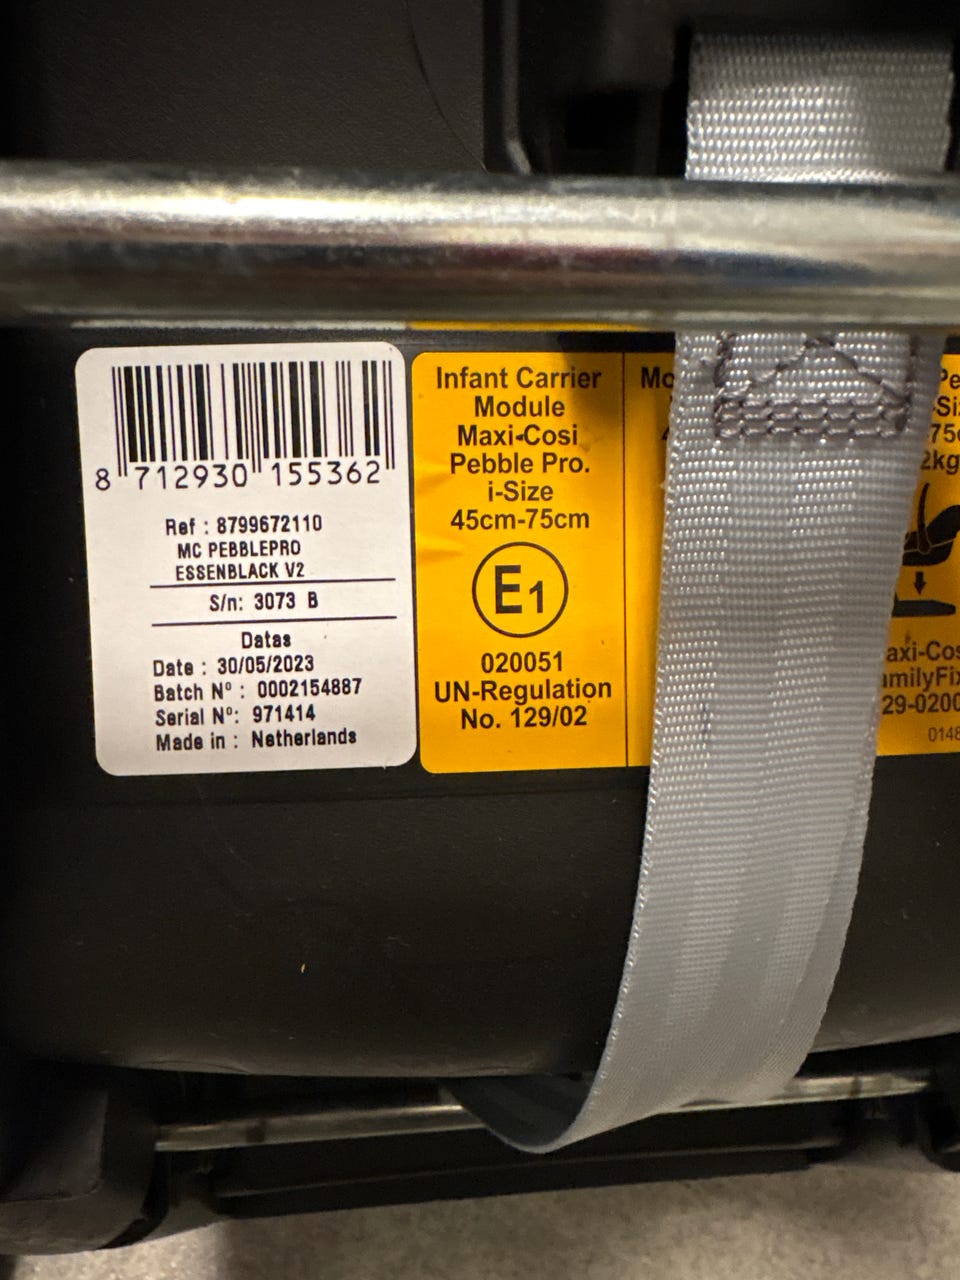 8 712930 155362
Ref : 8799672110
MC PEBBLEPRO
ESSENBLACK V2
S/n: 3073 B
Datas
Date : 30/05/2023
Batch Nº : 0002154887
Serial Nº: 971414
Made in : Netherlands
Infant Carrier
Module
Maxi-Cosi
Pebble Pro.
i-Size
45cm-75cm
E1
020051
UN-Regulation
No. 129/02